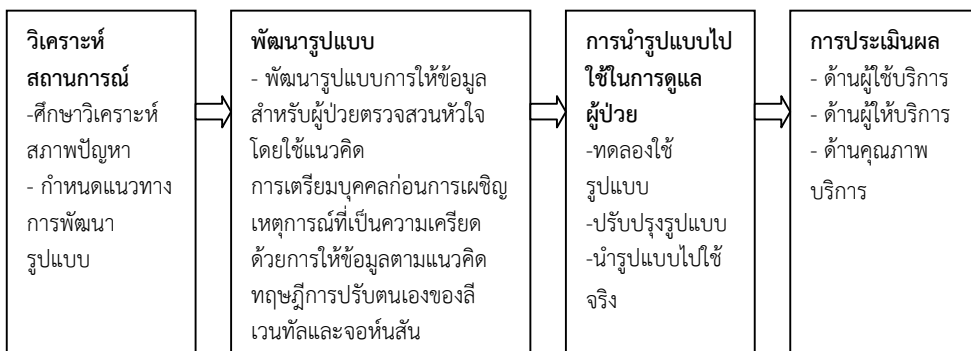 วิเคราะห์
สถานการณ์
-ศึกษาวิเคราะห์
สภาพปัญหา
- กำหนดแนวทาง
การพัฒนา
รูปแบบ
พัฒนารูปแบบ
- พัฒนารูปแบบการให้ข้อมูล
สำหรับผู้ป่วยตรวจสวนหัวใจ
โดยใช้แนวคิด
การเตรียมบุคคลก่อนการเผชิญ
เหตุการณ์ที่เป็นความเครียด
ด้วยการให้ข้อมูลตามแนวคิด
ทฤษฎีการปรับตนเองของลี
เวนทัลและจอห์นสัน
การนำรูปแบบไป
ใช้ในการดูแล
ผู้ป่วย
-ทดลองใช้
รูปแบบ
-ปรับปรุงรูปแบบ
-นำรูปแบบไปใช้
จริง
การประเมินผล
- ด้านผู้ใช้บริการ
- ด้านผู้ให้บริการ
- ด้านคุณภาพ
บริการ